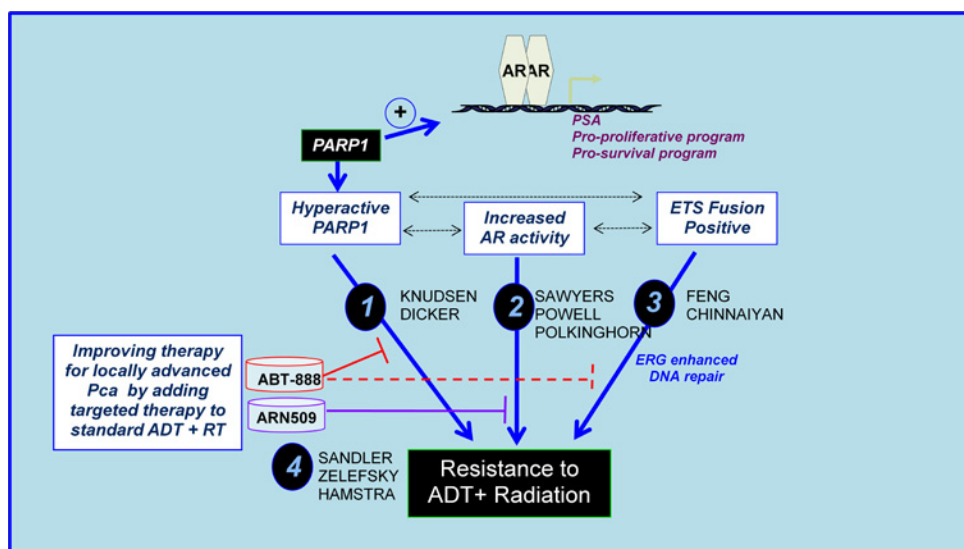 AR AR
+
PARP1
PSA
Pro-proliferative program
Pro-survival program
Hyperactive
PARP1
Increased
AR activity
ETS Fusion
Positive
1
KNUDSEN
DICKER
2
SAWYERS
POWELL
POLKINGHORN
3
FENG
CHINNAIYAN
ERG enhanced
DNA repair
Improving therapy
for locally advanced
Pca by adding
targeted therapy to
standard ADT + RT
ABT-888
ARN509
4
SANDLER
ZELEFSKY
HAMSTRA
Resistance to
ADT+ Radiation